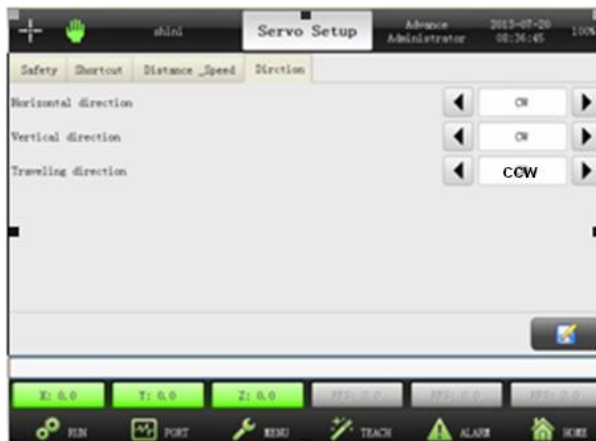 shini Servo Setup Advance 2013-07-20 100%
Administrator 08:36:45
Safety Shortcut Distance _Speed Dirction
Horizontal direction CW
Vertical direction CW
Traveling direction CCW
X: 0.0 Y: 0.0 Z: 0.0
RUN PORT MENU TEACH ALARM HOME